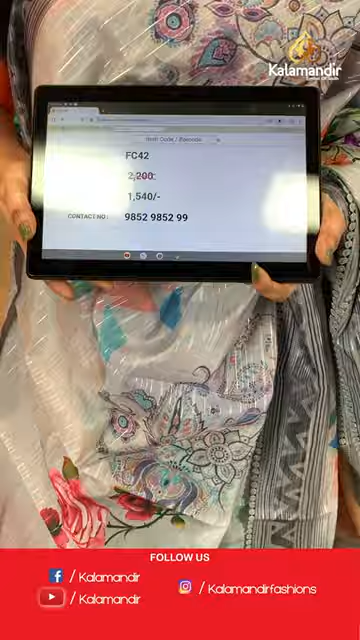 Kalamandir
Item Code / Barcode
FC42
2,200
1,540/-
CONTACT NO : 9852 9852 99
FOLLOW US
/ Kalamandir
/ Kalamandirfashions
/ Kalamandir